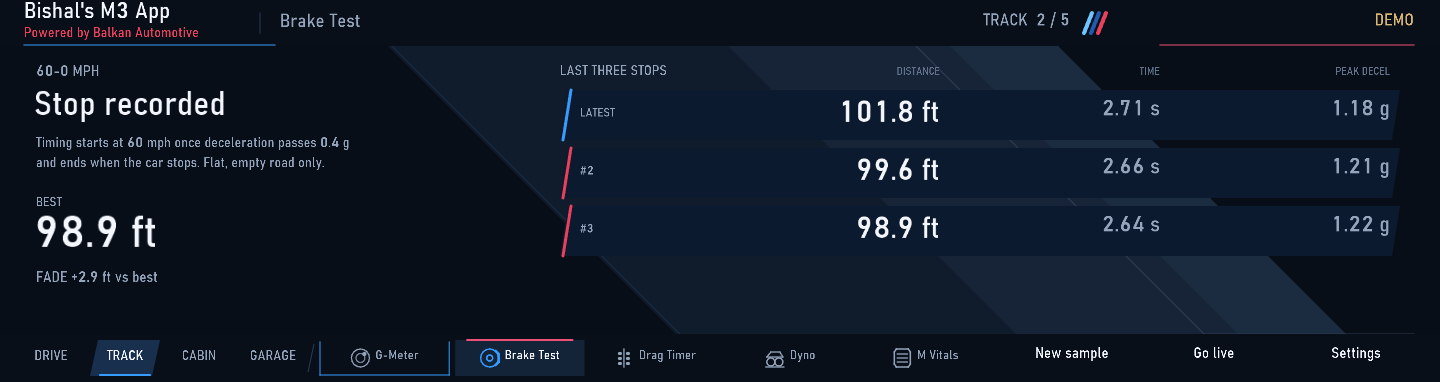 Bishal's M3 App
Powered by Balkan Automotive
Brake Test
TRACK 2 / 5
DEMO
60-0 MPH
Stop recorded
Timing starts at 60 mph once deceleration passes 0.4 g
and ends when the car stops. Flat, empty road only.
BEST
98.9 ft
FADE +2.9 ft vs best
LAST THREE STOPS DISTANCE TIME PEAK DECEL
LATEST 101.8 ft 2.71 s 1.18 g
#2 99.6 ft 2.66 s 1.21 g
#3 98.9 ft 2.64 s 1.22 g
DRIVE TRACK CABIN GARAGE G-Meter Brake Test Drag Timer Dyno M Vitals New sample Go live Settings